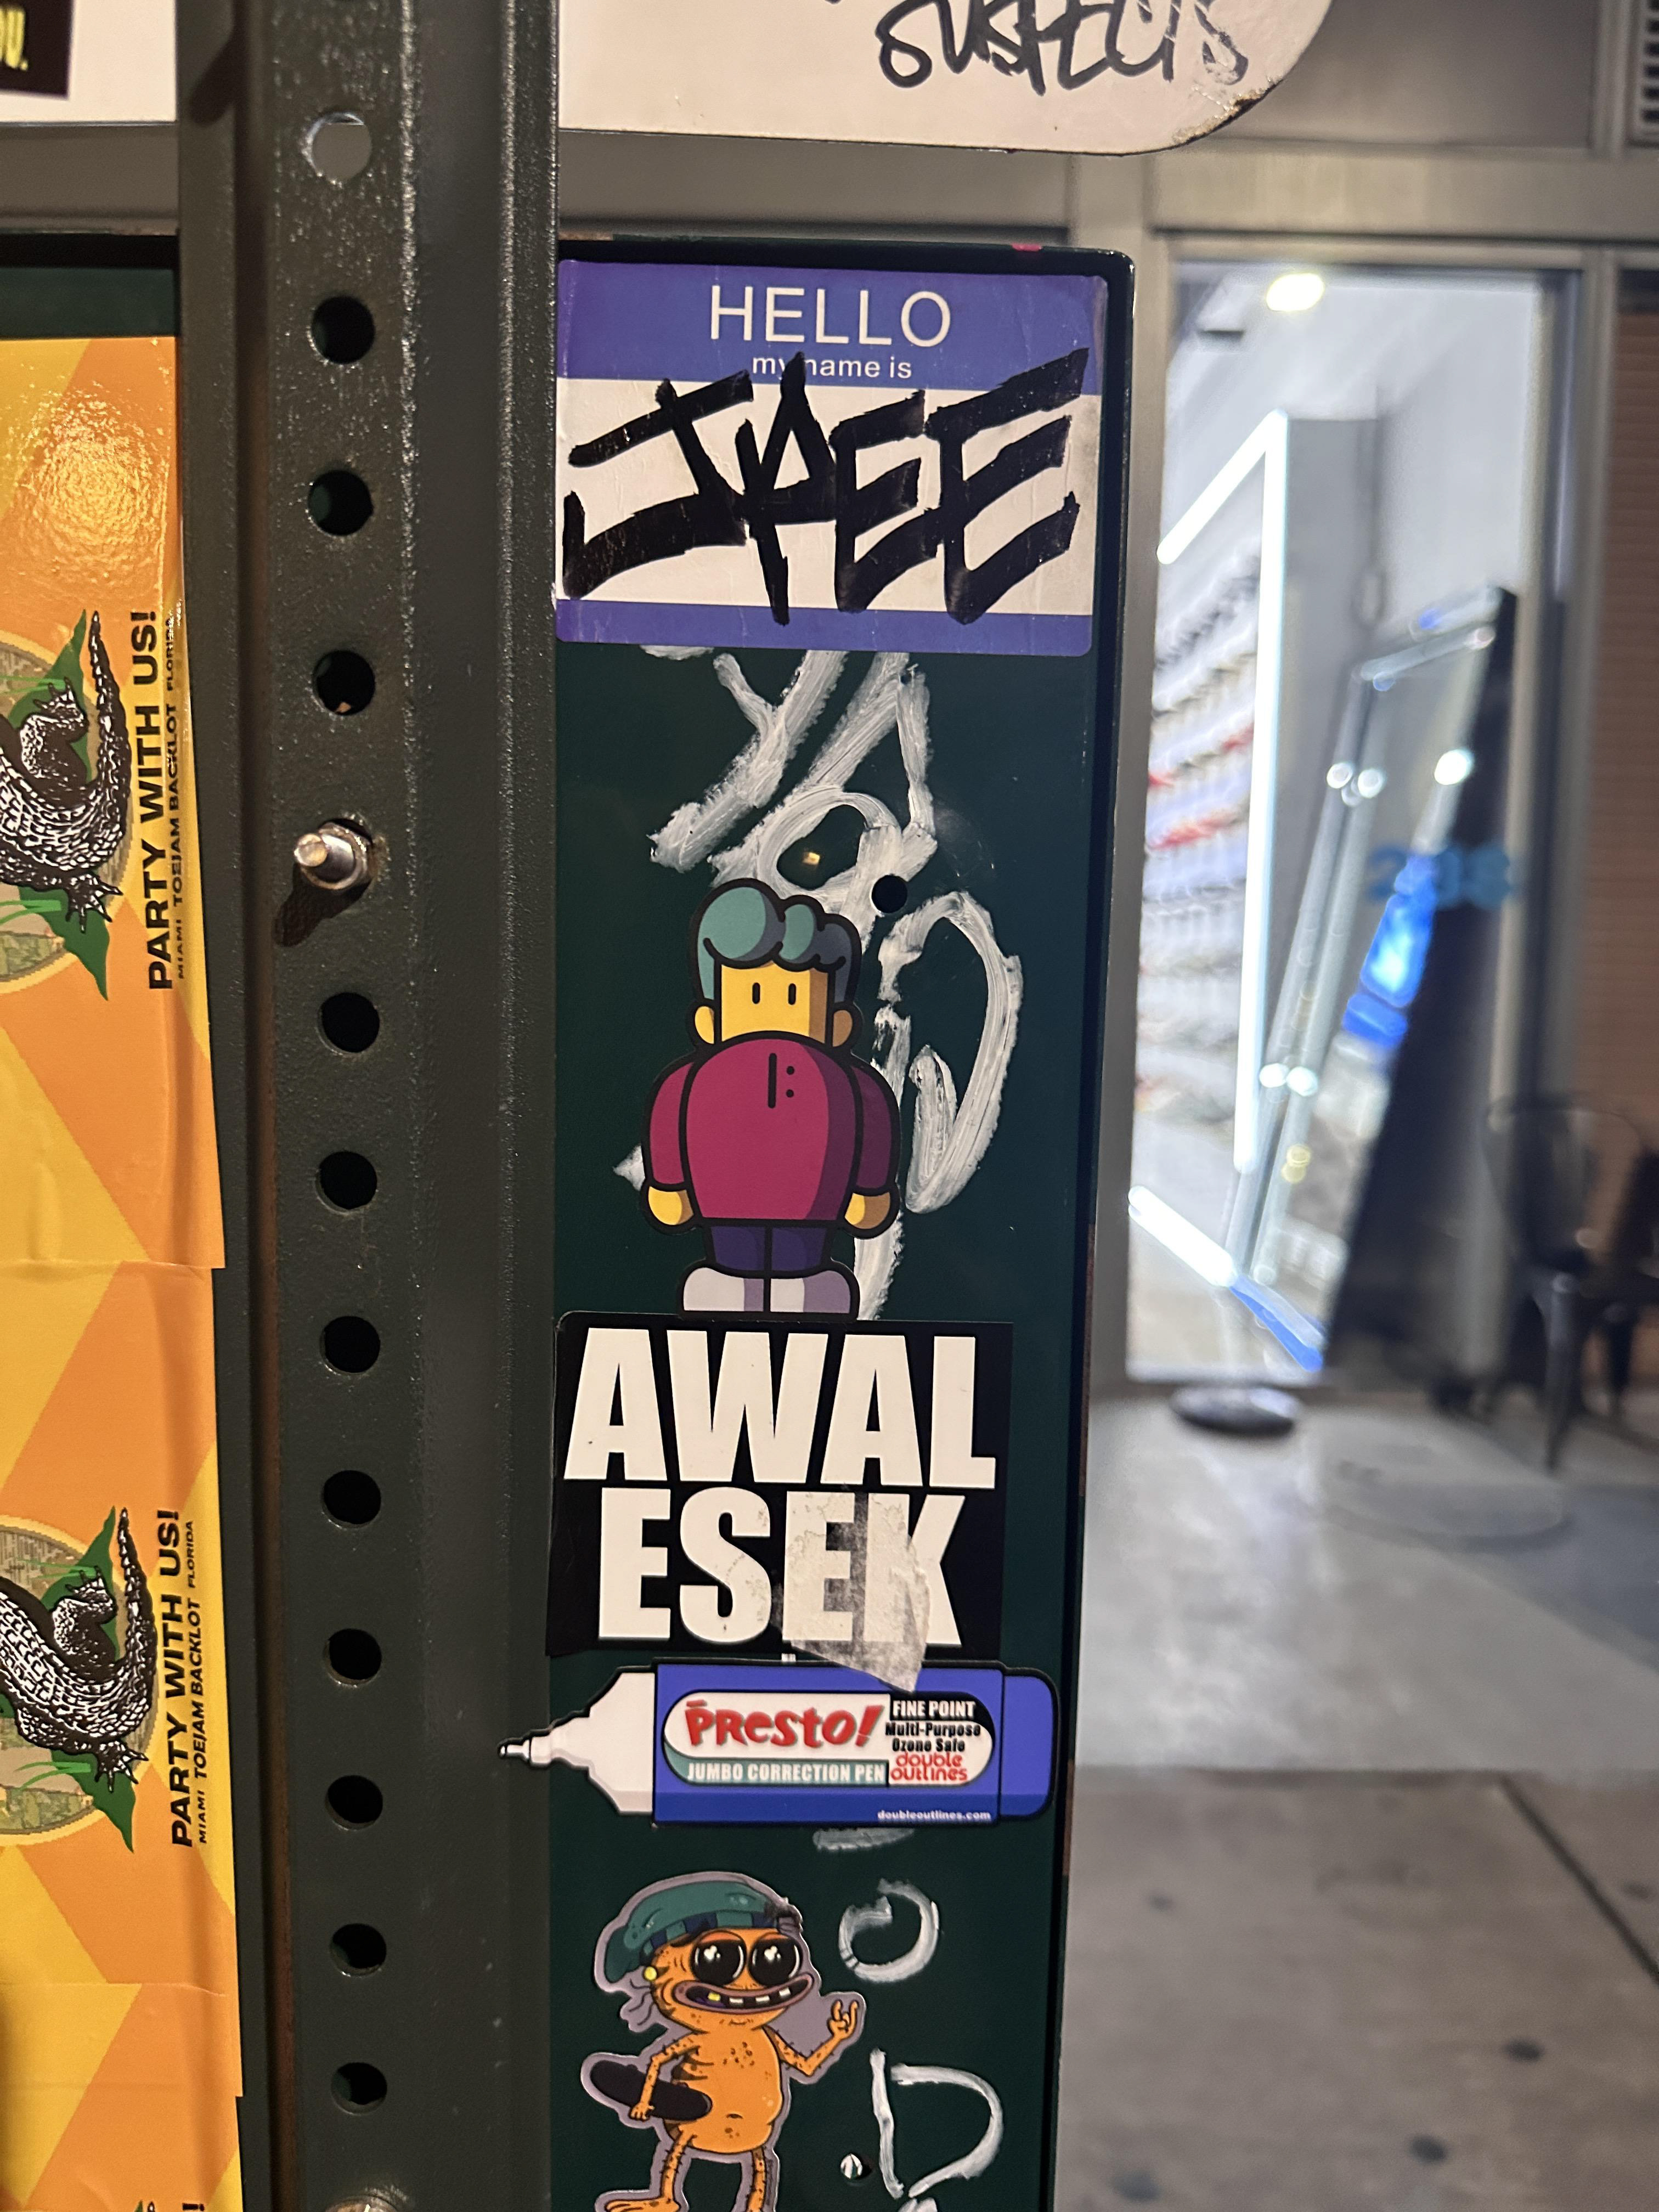 SUSPECTS
HELLO
my name is
JPEE
PARTY WITH US!
MIAMI TOEJAM BACKLOT FLORIDA
AWAL
ESEK
PRESTO!
JUMBO CORRECTION PEN
FINE POINT
Multi-Purpose
Ozone Safe
double
outlines
doubleoutlines.com
PARTY WITH US!
MIAMI TOEJAM BACKLOT FLORIDA